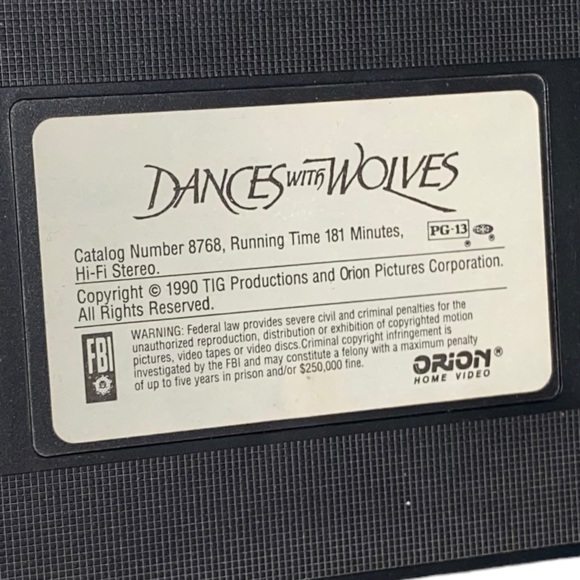 DANCES WITH WOLVES
Catalog Number 8768, Running Time 181 Minutes, PG-13
Hi-Fi Stereo.
Copyright © 1990 TIG Productions and Orion Pictures Corporation.
All Rights Reserved.
FBI
WARNING: Federal law provides severe civil and criminal penalties for the
unauthorized reproduction, distribution or exhibition of copyrighted motion
pictures, video tapes or video discs.Criminal copyright infringement is
investigated by the FBI and may constitute a felony with a maximum penalty
of up to five years in prison and/or $250,000 fine.
ORION®
HOME VIDEO